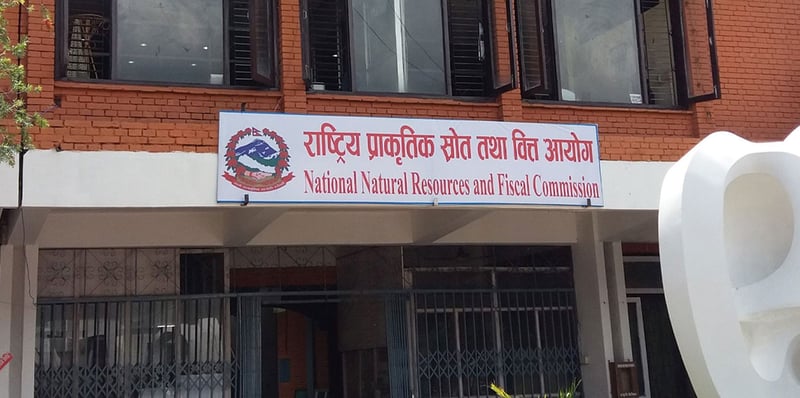 राष्ट्रिय प्राकृतिक स्रोत तथा वित्त आयोग
National Natural Resources and Fiscal Commission